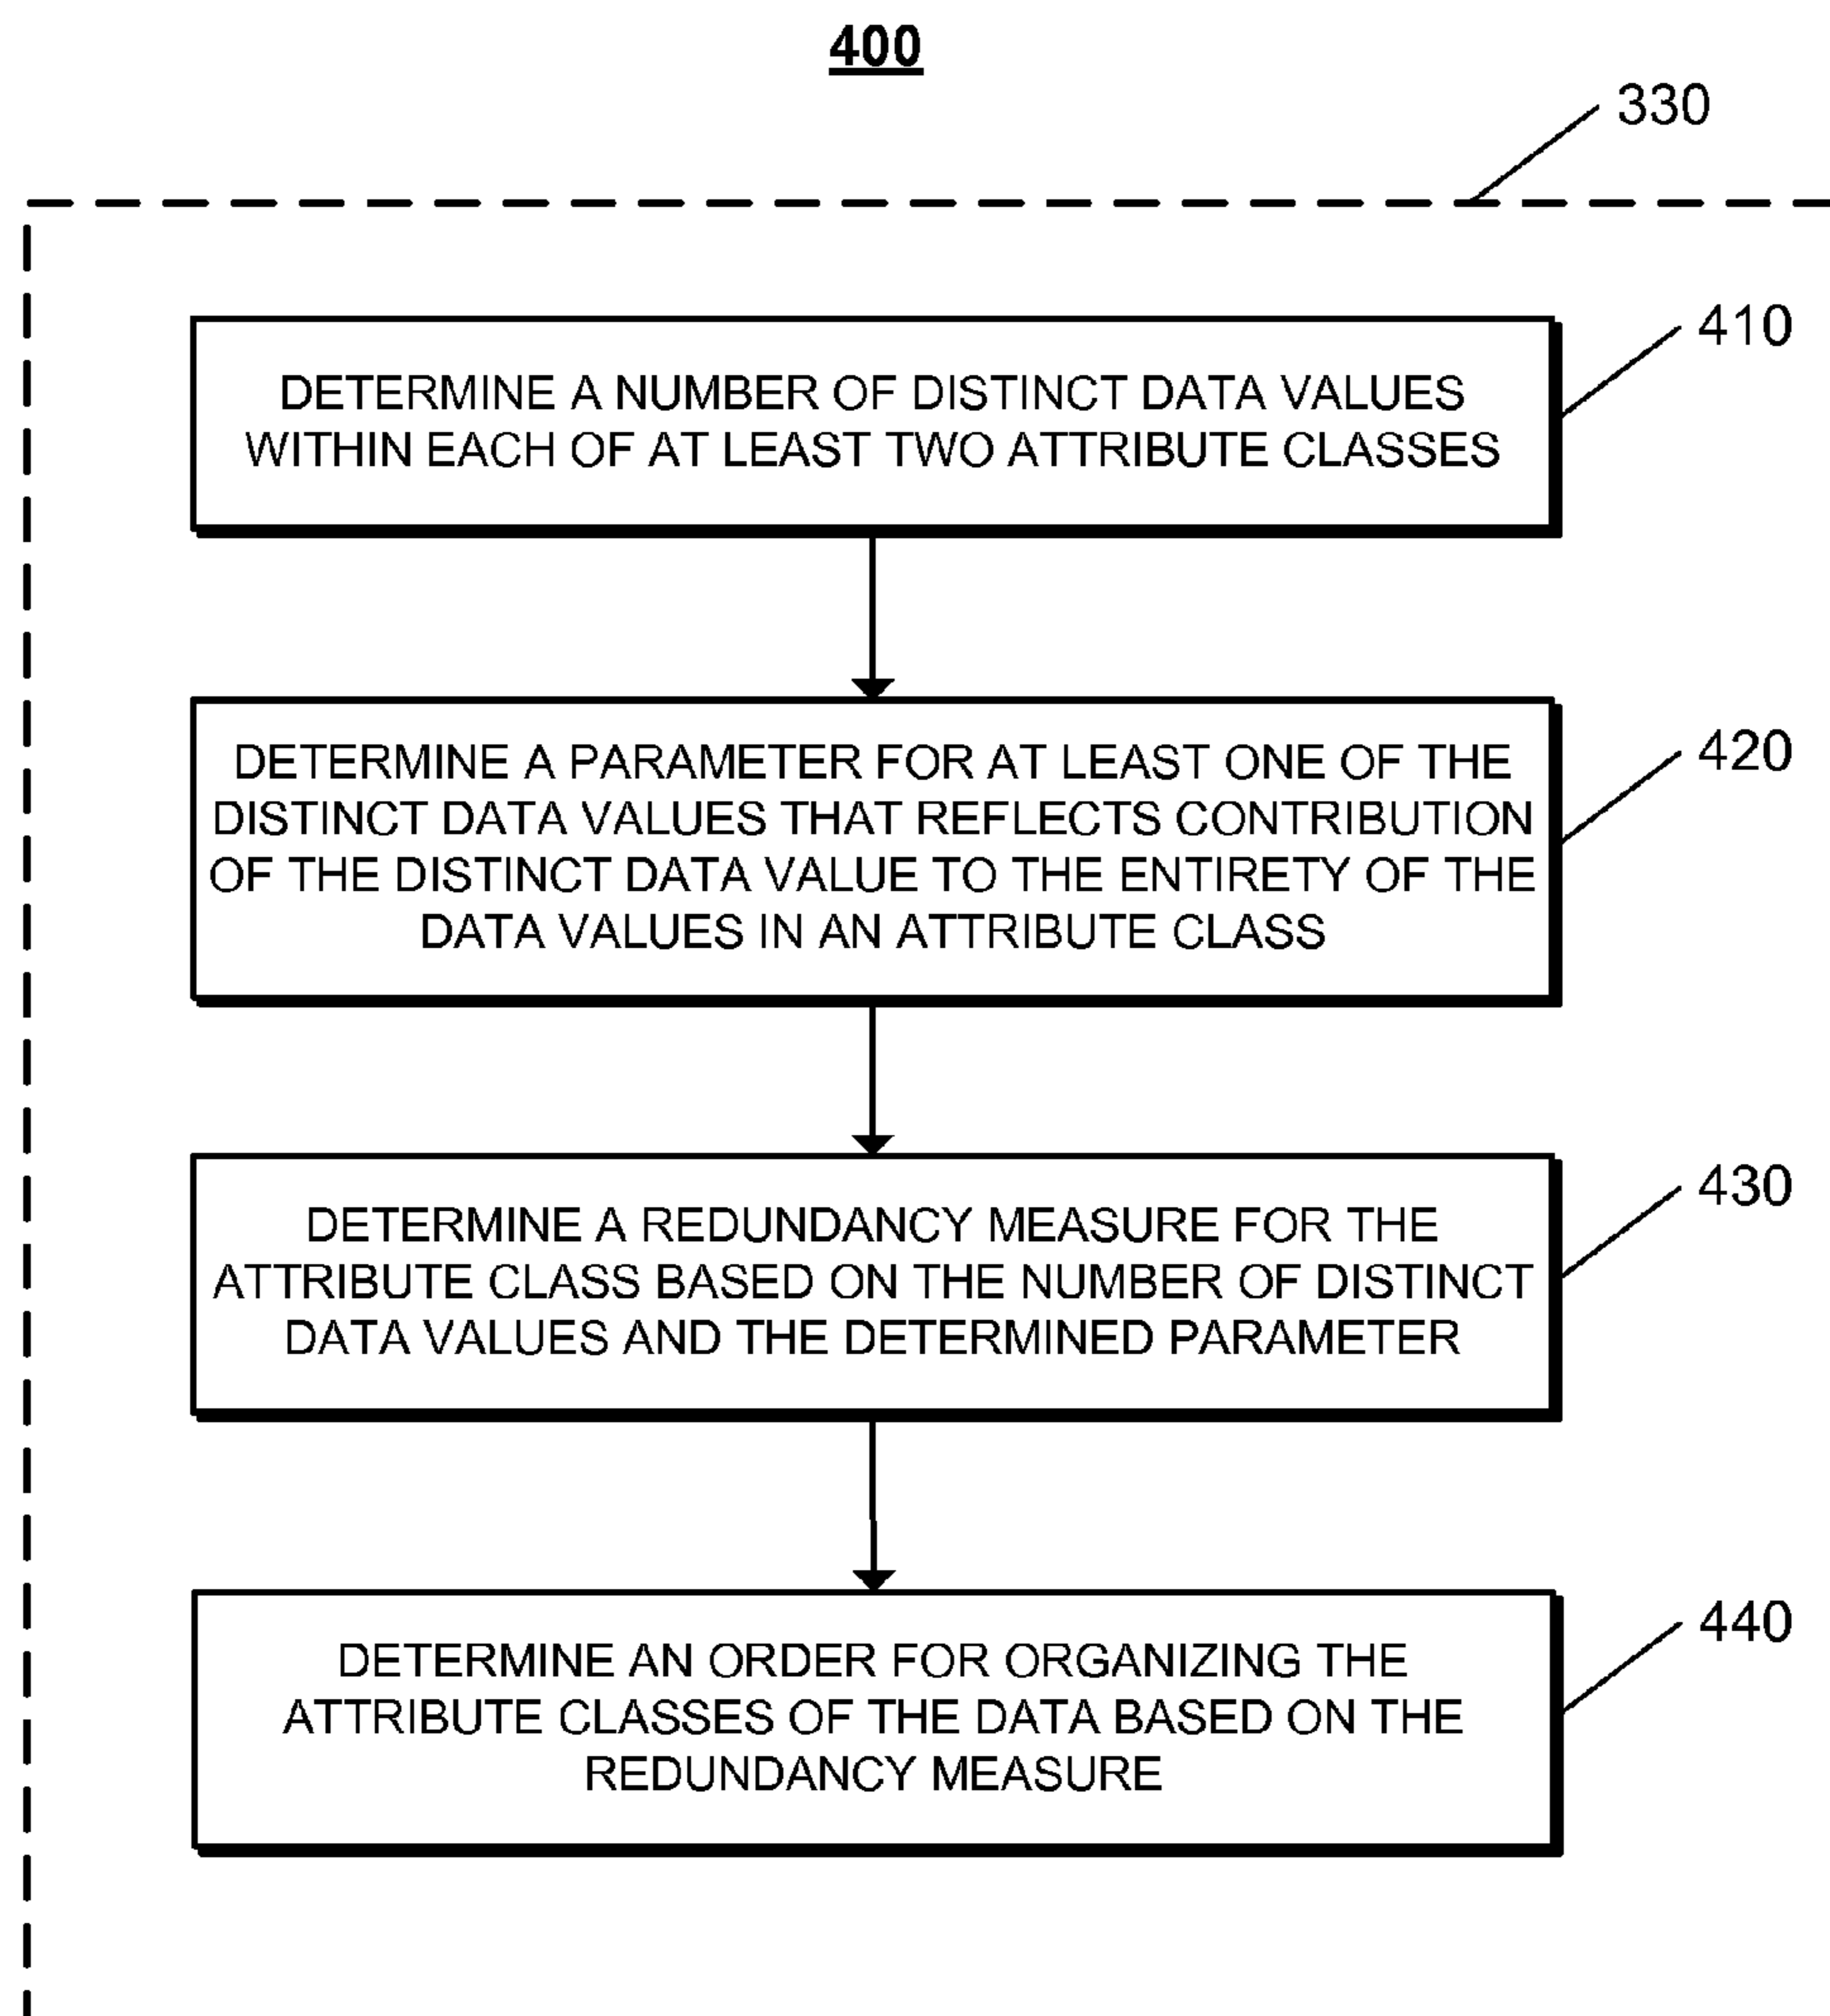 400
330
410
DETERMINE A NUMBER OF DISTINCT DATA VALUES
WITHIN EACH OF AT LEAST TWO ATTRIBUTE CLASSES
420
DETERMINE A PARAMETER FOR AT LEAST ONE OF THE
DISTINCT DATA VALUES THAT REFLECTS CONTRIBUTION
OF THE DISTINCT DATA VALUE TO THE ENTIRETY OF THE
DATA VALUES IN AN ATTRIBUTE CLASS
430
DETERMINE A REDUNDANCY MEASURE FOR THE
ATTRIBUTE CLASS BASED ON THE NUMBER OF DISTINCT
DATA VALUES AND THE DETERMINED PARAMETER
440
DETERMINE AN ORDER FOR ORGANIZING THE
ATTRIBUTE CLASSES OF THE DATA BASED ON THE
REDUNDANCY MEASURE